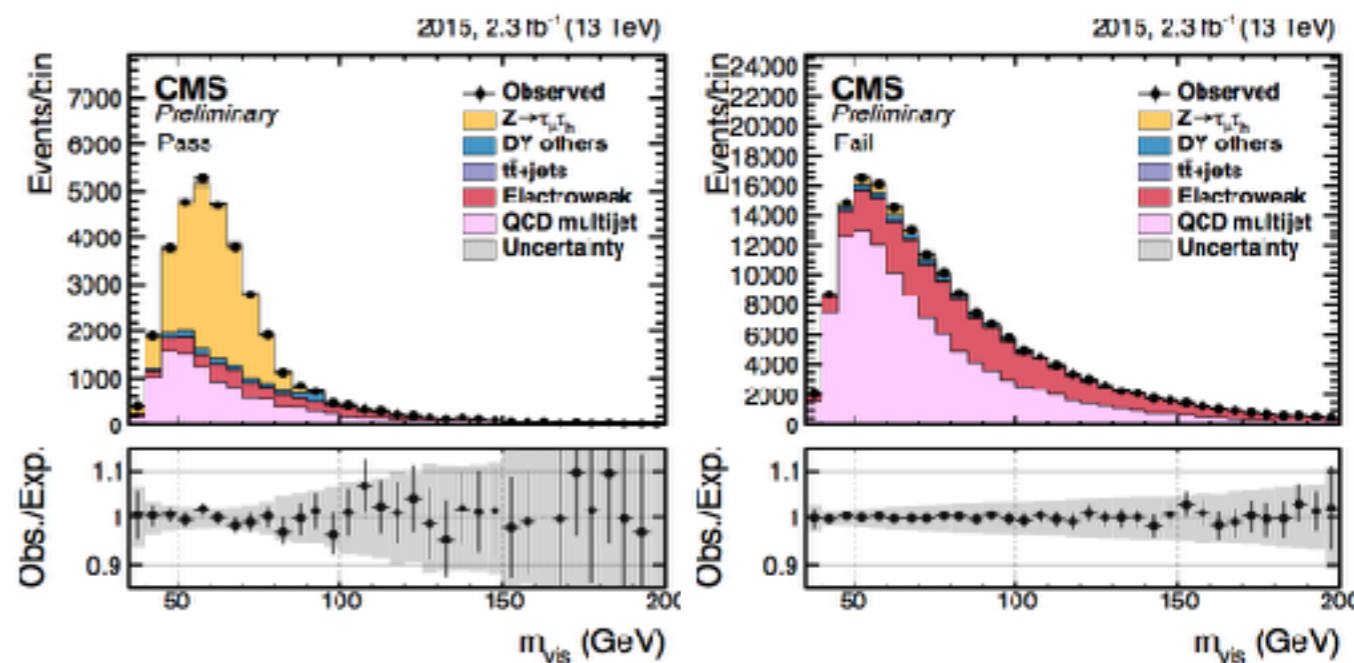 2015, 2.3 fb⁻¹ (13 TeV)
Events/bin
7000
6000
5000
4000
3000
2000
1000
0
CMS
Preliminary
Pass
Observed
Z→τμτh
DY others
tt̄+jets
Electroweak
QCD multijet
Uncertainty
Obs./Exp.
1.1
1
0.9
50
100
150
200
m_vis (GeV)
2015, 2.3 fb⁻¹ (13 TeV)
Events/bin
24000
22000
20000
18000
16000
14000
12000
10000
8000
6000
4000
2000
0
CMS
Preliminary
Fail
Observed
Z→τμτh
DY others
tt̄+jets
Electroweak
QCD multijet
Uncertainty
Obs./Exp.
1.1
1
0.9
50
100
150
200
m_vis (GeV)